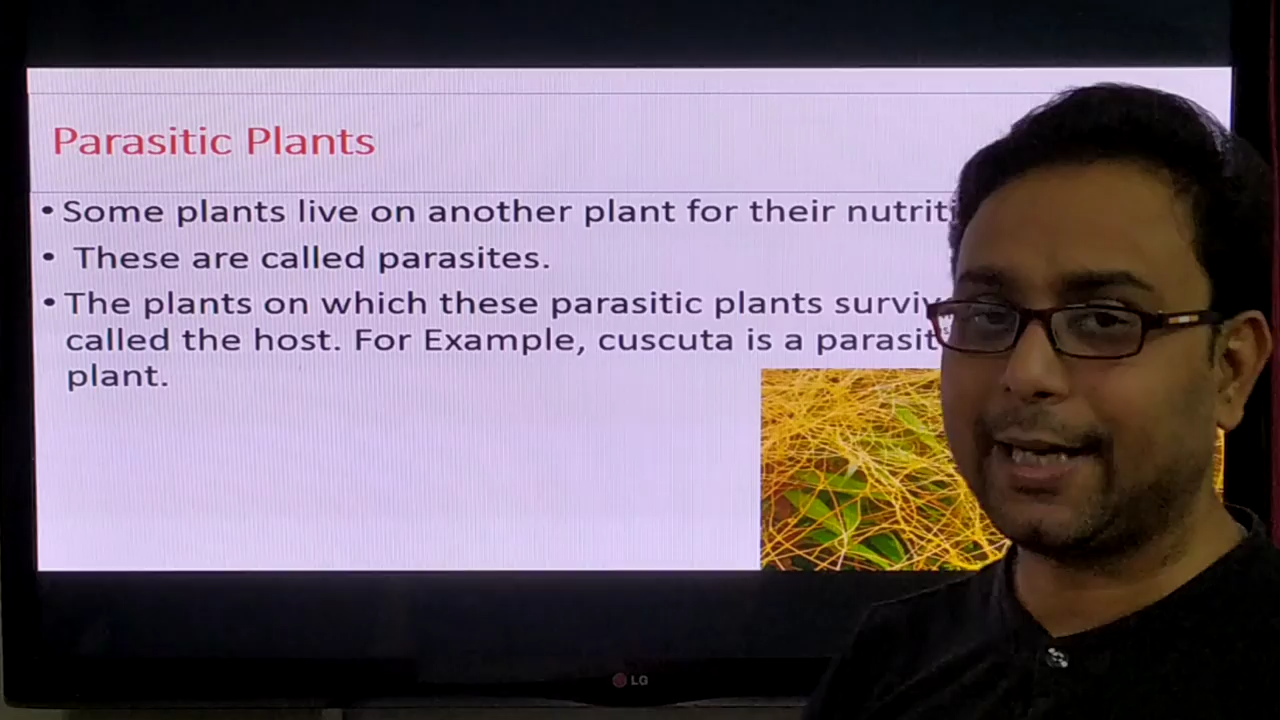 Parasitic Plants
• Some plants live on another plant for their nutriti
• These are called parasites.
• The plants on which these parasitic plants surviv
called the host. For Example, cuscuta is a parasit
plant.
LG